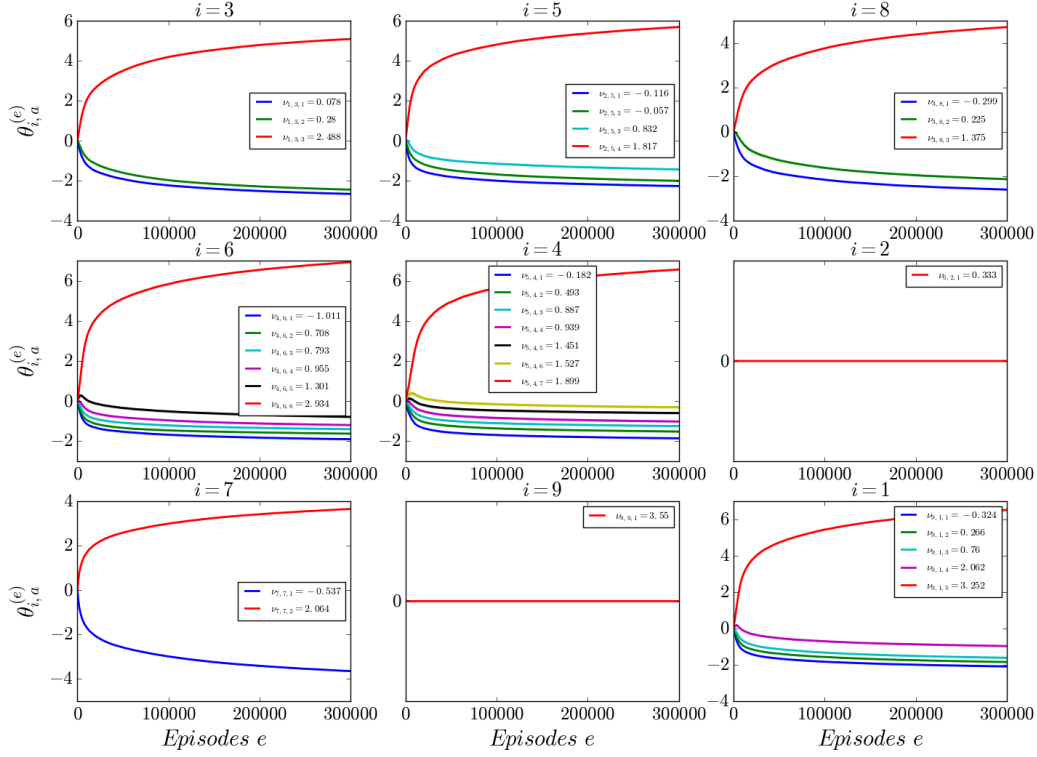 i=3
6
4
2
0
−2
−4
0 100000 200000 300000
θ_{i,a}^{(e)}
ν_{1,3,1}=0.078
ν_{1,3,2}=0.28
ν_{1,3,3}=2.488
i=5
6
4
2
0
−2
−4
0 100000 200000 300000
ν_{2,5,1}=−0.116
ν_{2,5,2}=−0.057
ν_{2,5,3}=0.832
ν_{2,5,4}=1.817
i=8
4
2
0
−2
−4
0 100000 200000 300000
ν_{3,8,1}=−0.299
ν_{3,8,2}=0.225
ν_{3,8,3}=1.375
i=6
6
4
2
0
−2
0 100000 200000 300000
θ_{i,a}^{(e)}
ν_{4,6,1}=−1.011
ν_{4,6,2}=0.708
ν_{4,6,3}=0.793
ν_{4,6,4}=0.955
ν_{4,6,5}=1.301
ν_{4,6,6}=2.934
i=4
6
4
2
0
−2
0 100000 200000 300000
ν_{5,4,1}=−0.182
ν_{5,4,2}=0.493
ν_{5,4,3}=0.887
ν_{5,4,4}=0.939
ν_{5,4,5}=1.451
ν_{5,4,6}=1.527
ν_{5,4,7}=1.899
i=2
0
0 100000 200000 300000
ν_{6,2,1}=0.333
i=7
4
2
0
−2
−4
0 100000 200000 300000
θ_{i,a}^{(e)}
Episodes e
ν_{7,7,1}=−0.537
ν_{7,7,2}=2.064
i=9
0
0 100000 200000 300000
Episodes e
ν_{8,9,1}=3.55
i=1
6
4
2
0
−2
−4
0 100000 200000 300000
Episodes e
ν_{9,1,1}=−0.324
ν_{9,1,2}=0.266
ν_{9,1,3}=0.76
ν_{9,1,4}=2.062
ν_{9,1,5}=3.252